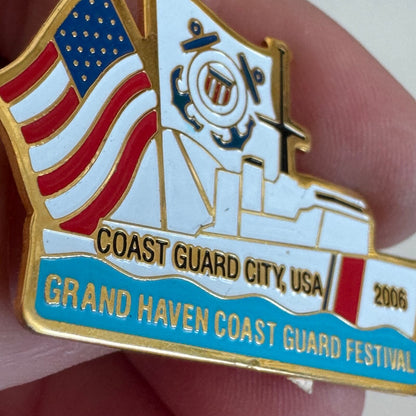 COAST GUARD CITY, USA
2006
GRAND HAVEN COAST GUARD FESTIVAL